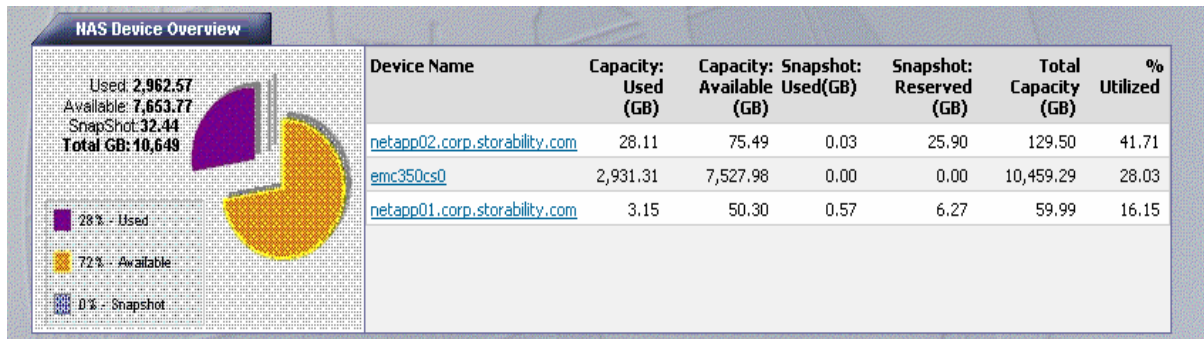 NAS Device Overview
Used: 2,962.57
Available: 7,653.77
SnapShot: 32.44
Total GB: 10,649
28% - Used
72% - Available
0% - Snapshot
Device Name Capacity: Used (GB) Capacity: Available (GB) Snapshot: Used(GB) Snapshot: Reserved (GB) Total Capacity (GB) % Utilized
netapp02.corp.storability.com 28.11 75.49 0.03 25.90 129.50 41.71
emc350cs0 2,931.31 7,527.98 0.00 0.00 10,459.29 28.03
netapp01.corp.storability.com 3.15 50.30 0.57 6.27 59.99 16.15